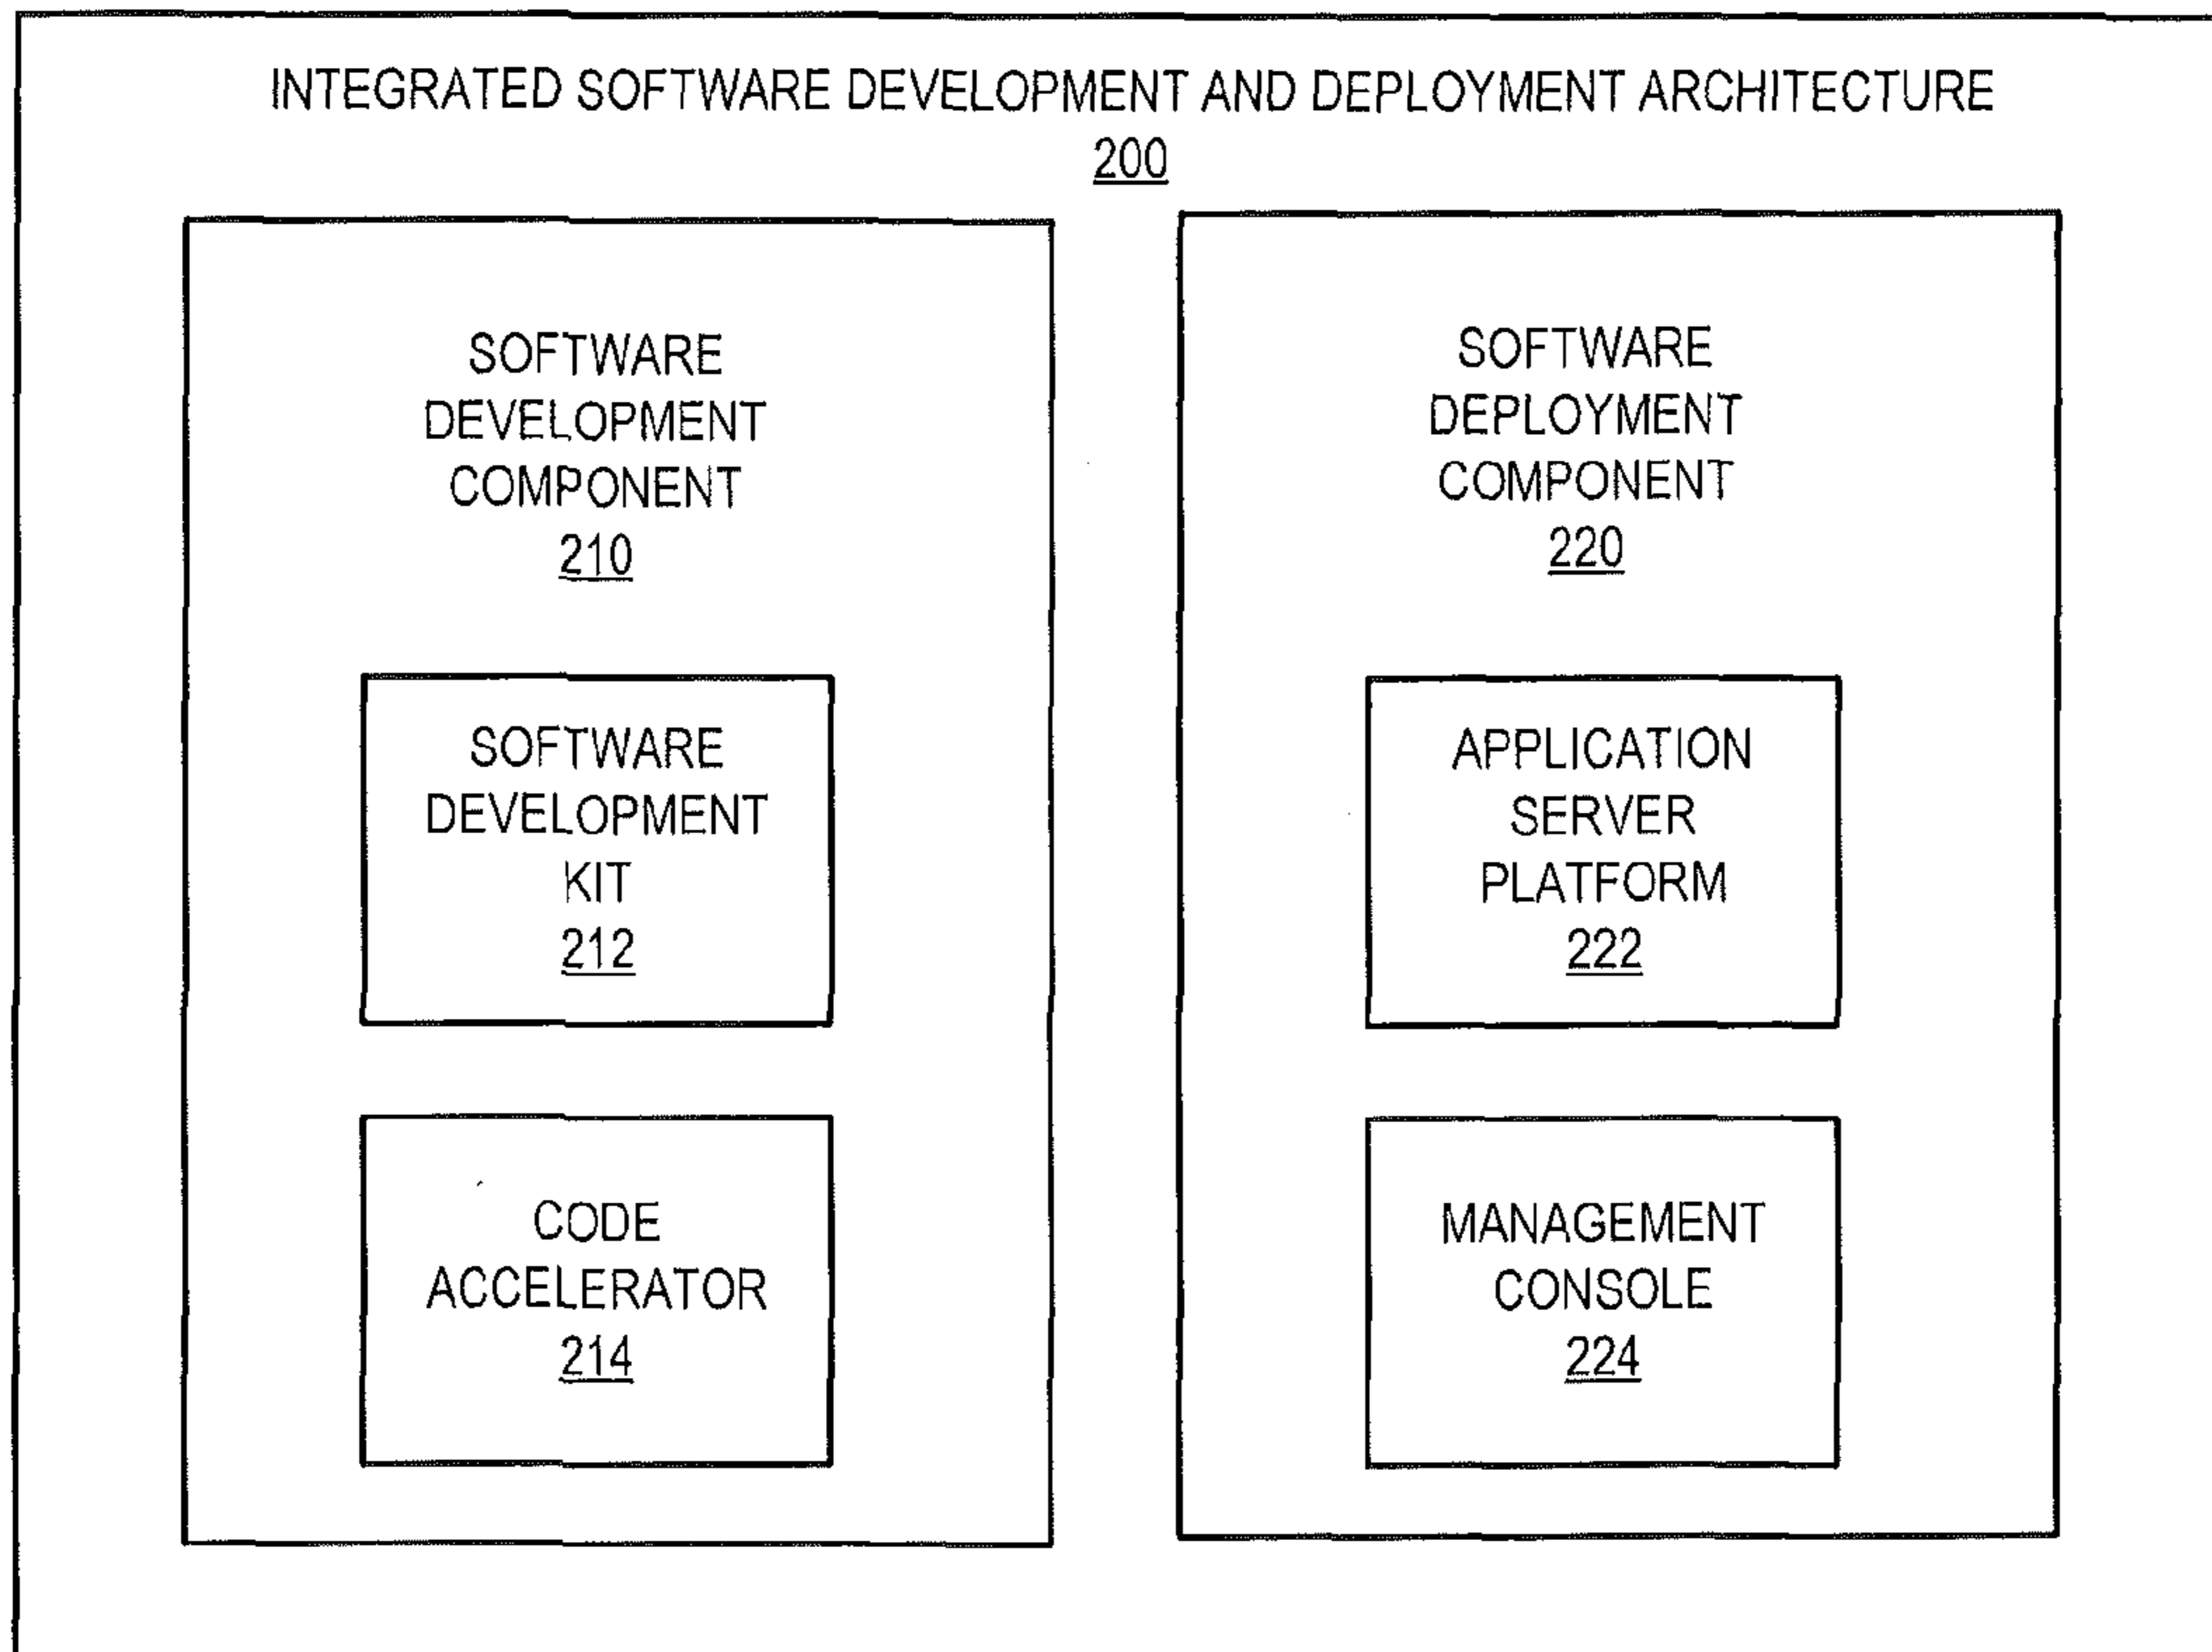 INTEGRATED SOFTWARE DEVELOPMENT AND DEPLOYMENT ARCHITECTURE
200
SOFTWARE
DEVELOPMENT
COMPONENT
210
SOFTWARE
DEVELOPMENT
KIT
212
CODE
ACCELERATOR
214
SOFTWARE
DEPLOYMENT
COMPONENT
220
APPLICATION
SERVER
PLATFORM
222
MANAGEMENT
CONSOLE
224